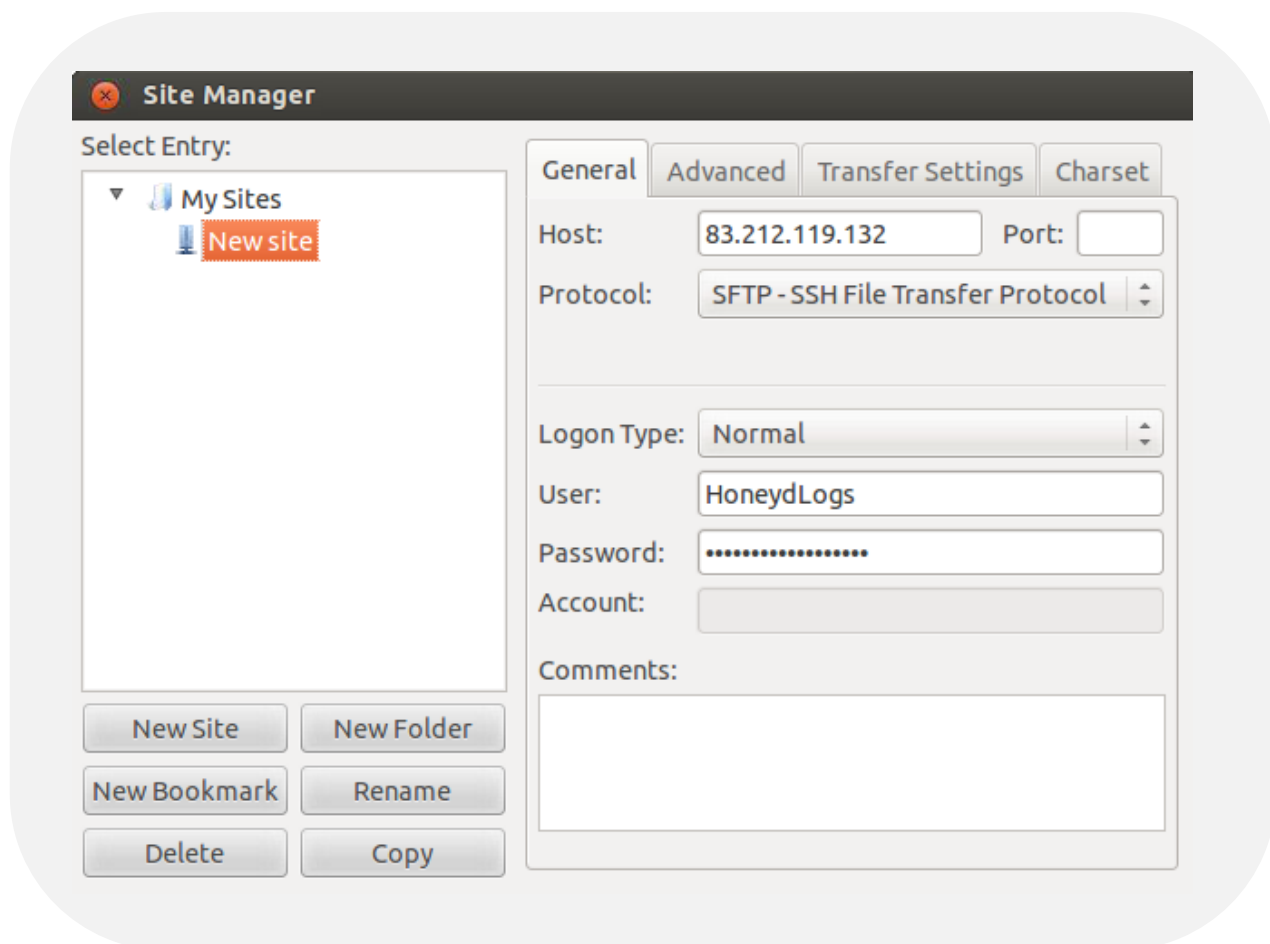 Site Manager
Select Entry:
My Sites
New site
New Site New Folder
New Bookmark Rename
Delete Copy
General Advanced Transfer Settings Charset
Host: 83.212.119.132 Port:
Protocol: SFTP - SSH File Transfer Protocol
Logon Type: Normal
User: HoneydLogs
Password: ••••••••••••••••••
Account:
Comments: